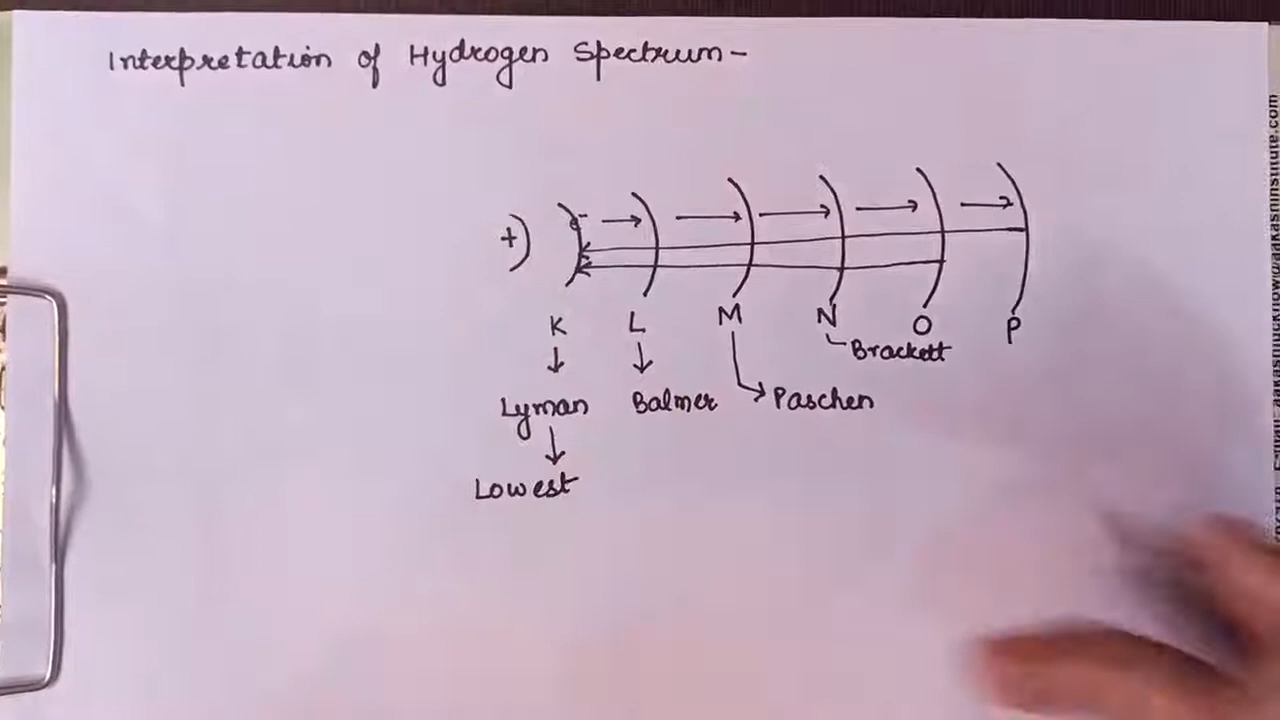 Interpretation of Hydrogen Spectrum-
+)
K L M N O P
Brackett
Lyman Balmer Paschen
Lowest